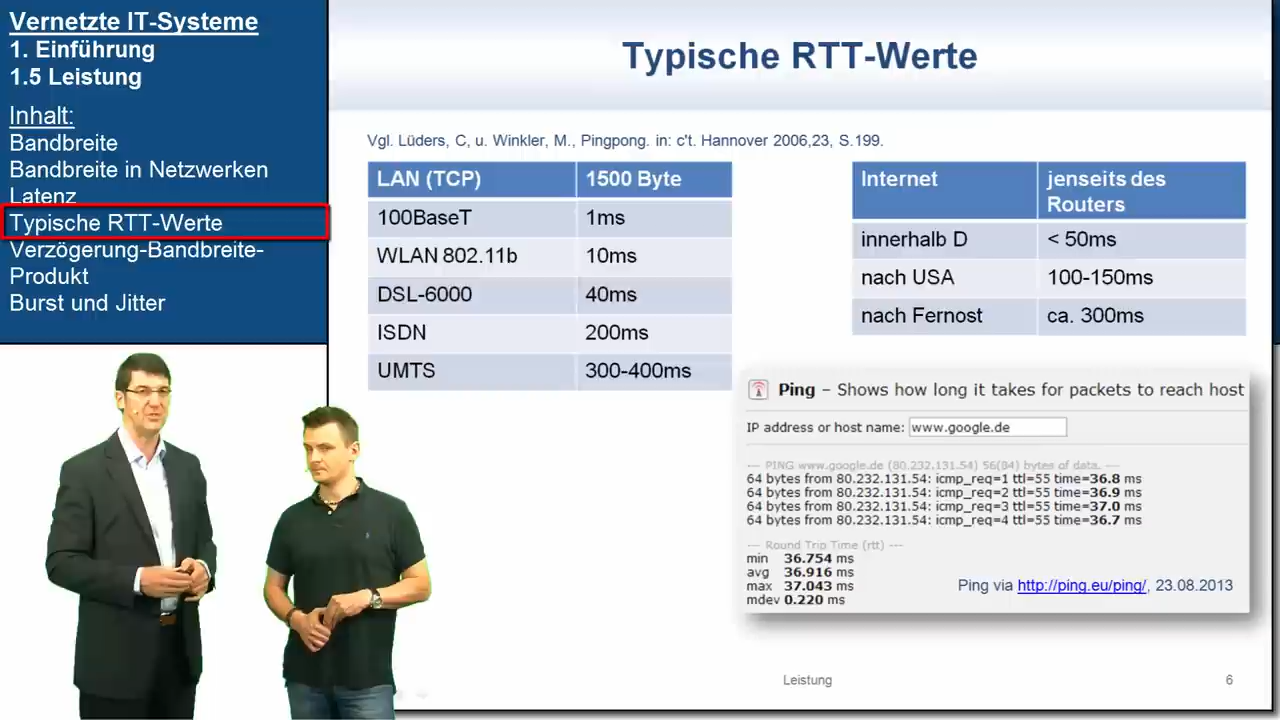 Vernetzte IT-Systeme
1. Einführung
1.5 Leistung
Inhalt:
Bandbreite
Bandbreite in Netzwerken
Latenz
Typische RTT-Werte
Verzögerung-Bandbreite-
Produkt
Burst und Jitter
Typische RTT-Werte
Vgl. Lüders, C, u. Winkler, M., Pingpong. in: c't. Hannover 2006,23, S.199.
LAN (TCP) 1500 Byte
100BaseT 1ms
WLAN 802.11b 10ms
DSL-6000 40ms
ISDN 200ms
UMTS 300-400ms
Internet jenseits des
Routers
innerhalb D < 50ms
nach USA 100-150ms
nach Fernost ca. 300ms
Ping – Shows how long it takes for packets to reach host
IP address or host name: www.google.de
--- PING www.google.de (80.232.131.54) 56(84) bytes of data. ---
64 bytes from 80.232.131.54: icmp_req=1 ttl=55 time=36.8 ms
64 bytes from 80.232.131.54: icmp_req=2 ttl=55 time=36.9 ms
64 bytes from 80.232.131.54: icmp_req=3 ttl=55 time=37.0 ms
64 bytes from 80.232.131.54: icmp_req=4 ttl=55 time=36.7 ms
--- Round Trip Time (rtt) ---
min 36.754 ms
avg 36.916 ms
max 37.043 ms
mdev 0.220 ms
Ping via http://ping.eu/ping/, 23.08.2013
Leistung 6